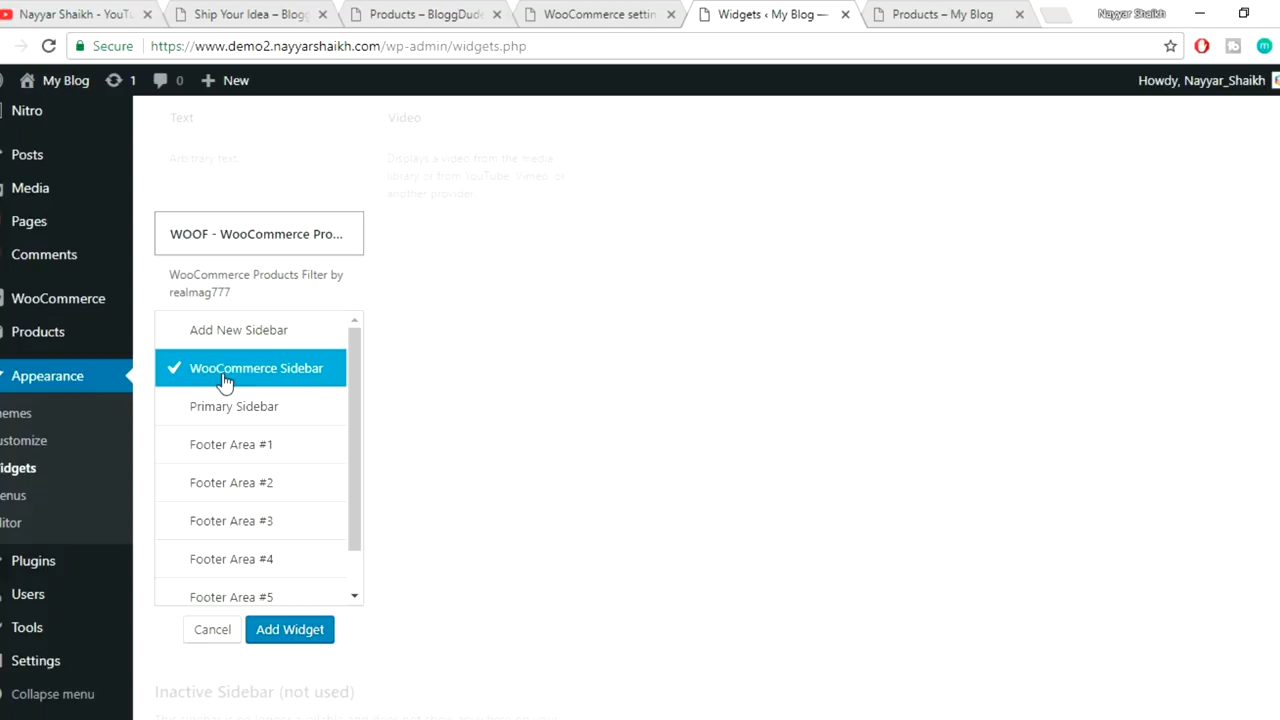 Nayyar Shaikh - YouT
Ship Your Idea – Blogg
Products – BloggDude
WooCommerce settin
Widgets ‹ My Blog —
Products – My Blog
Nayyar Shaikh
Secure
https://www.demo2.nayyarshaikh.com/wp-admin/widgets.php
My Blog
1
0
New
Howdy, Nayyar_Shaikh
Nitro
Posts
Media
Pages
Comments
WooCommerce
Products
Appearance
emes
ustomize
idgets
enus
itor
Plugins
Users
Tools
Settings
Collapse menu
Text
Video
Arbitrary text.
Displays a video from the media
library or from YouTube, Vimeo, or
another provider.
WOOF - WooCommerce Pro...
WooCommerce Products Filter by
realmag777
Add New Sidebar
WooCommerce Sidebar
Primary Sidebar
Footer Area #1
Footer Area #2
Footer Area #3
Footer Area #4
Footer Area #5
Cancel
Add Widget
Inactive Sidebar (not used)